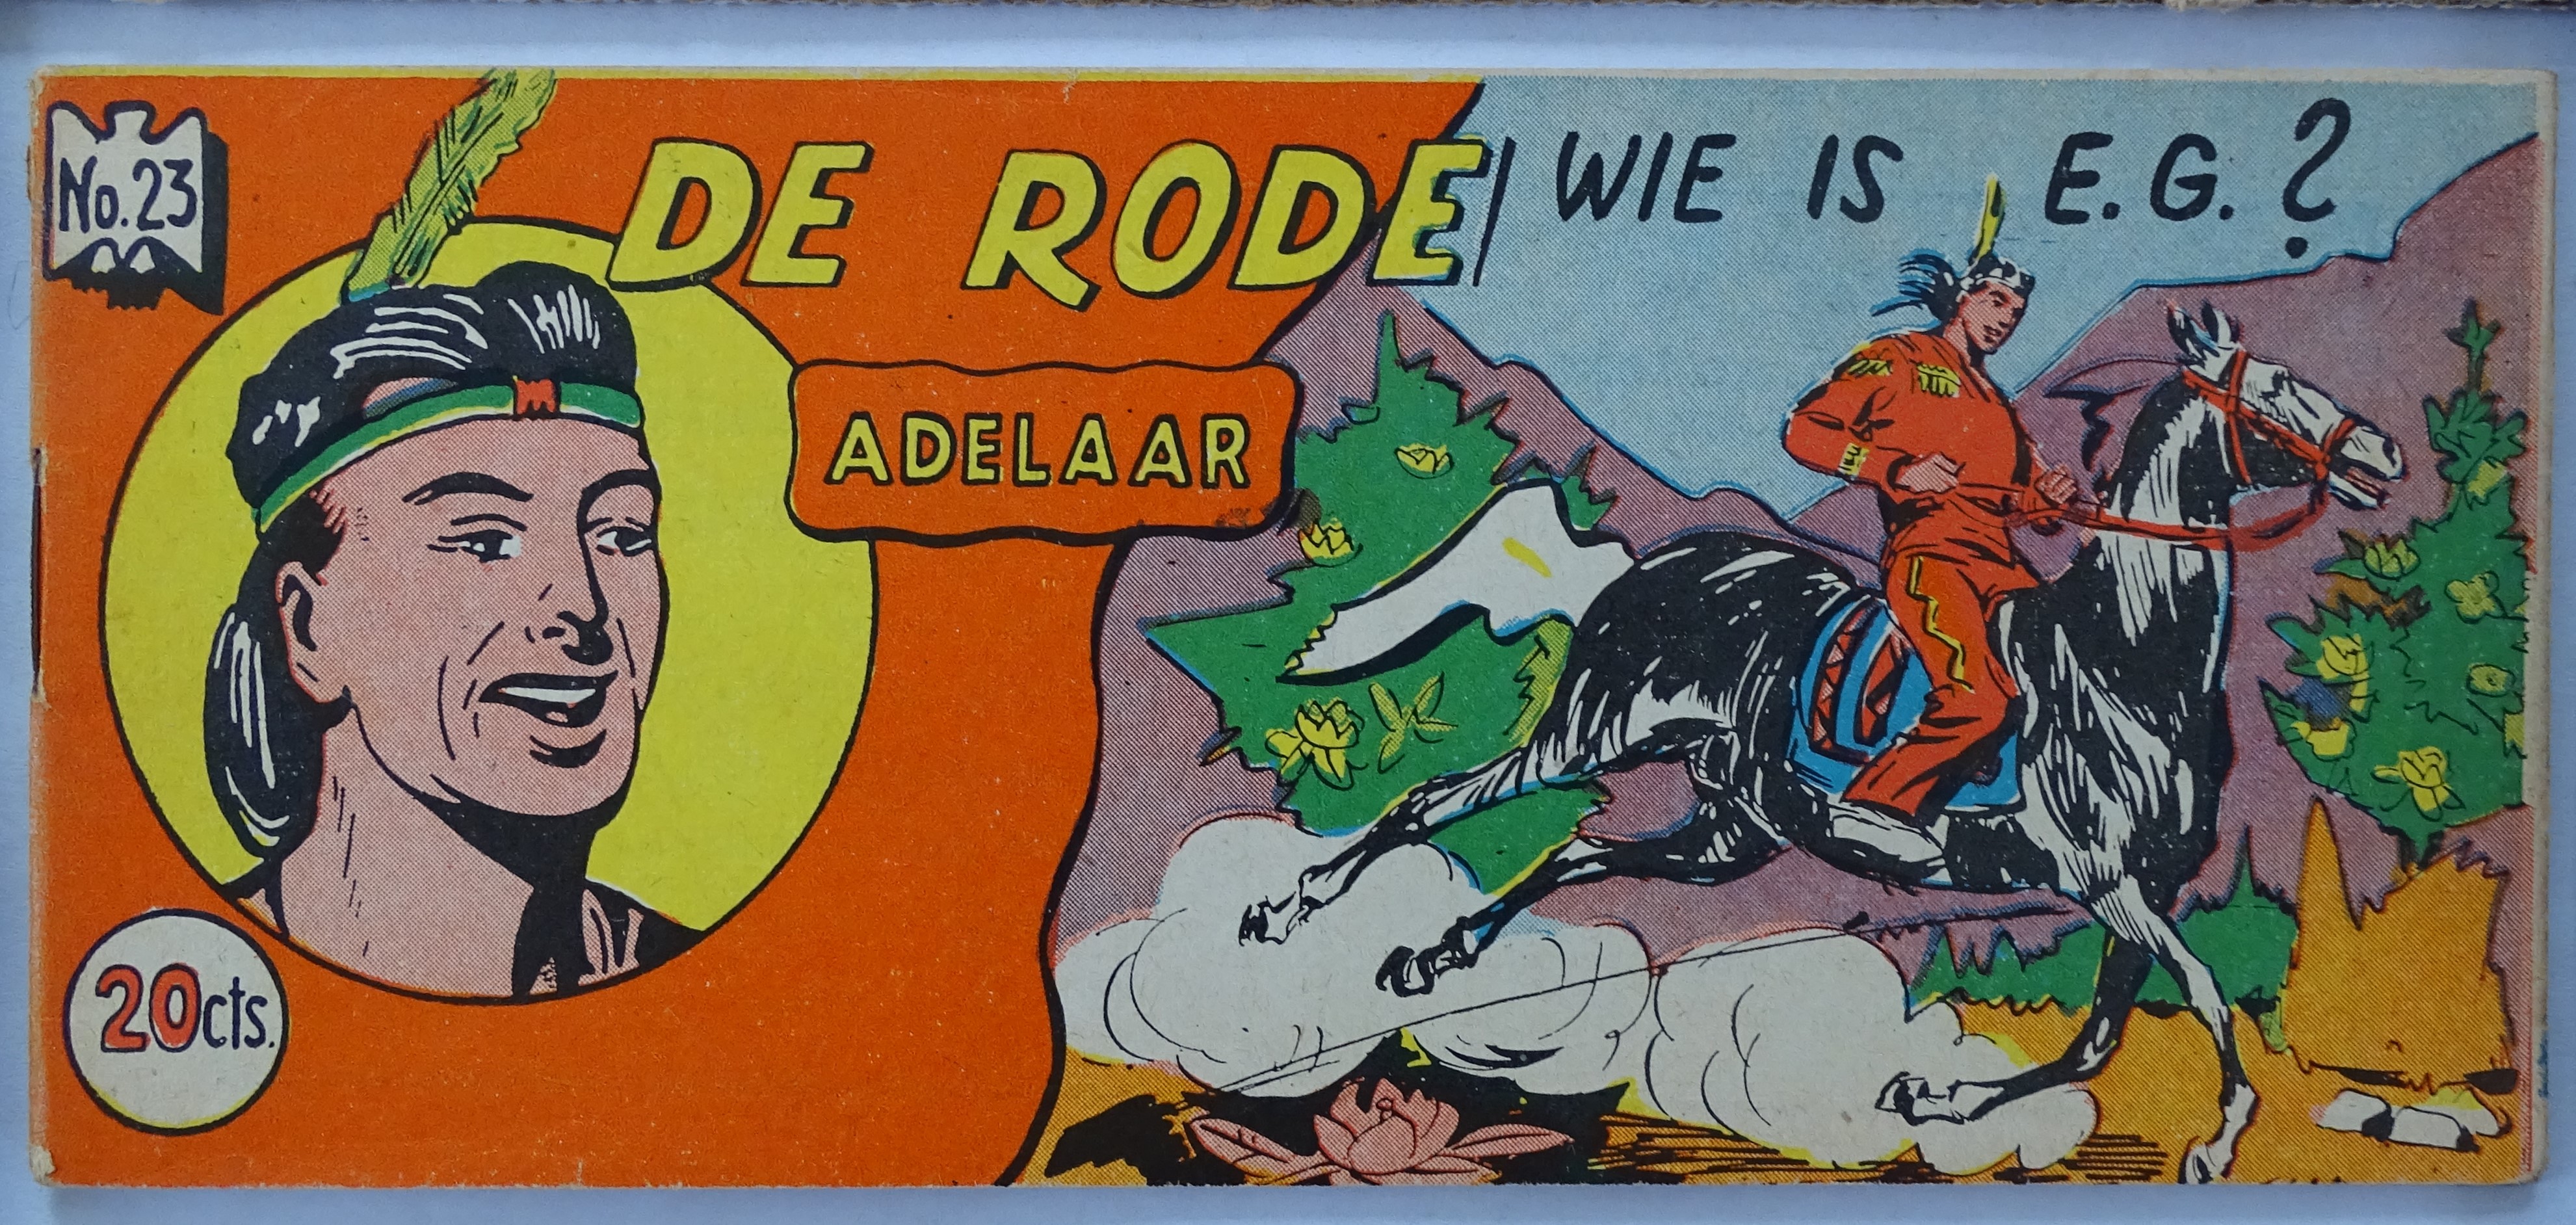 No. 23
DE RODE
ADELAAR
WIE IS E.G.?
20cts.